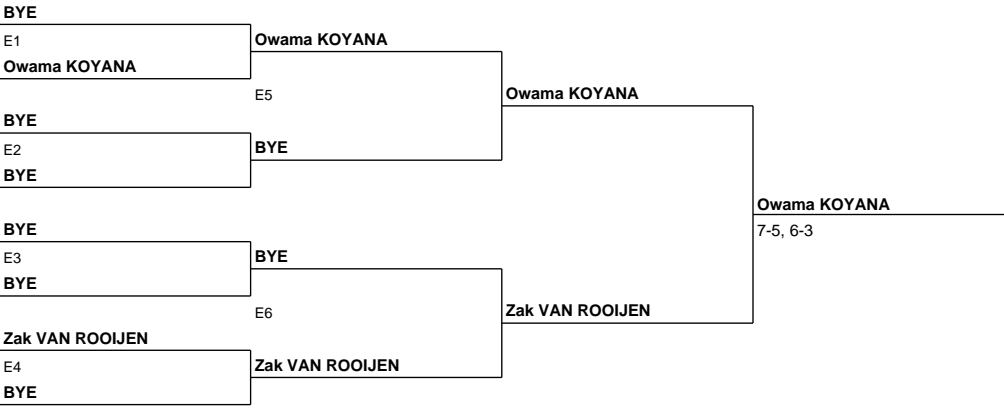 BYE
E1
Owama KOYANA
Owama KOYANA
E5
Owama KOYANA
BYE
E2
BYE
BYE
Owama KOYANA
7-5, 6-3
BYE
E3
BYE
BYE
E6
Zak VAN ROOIJEN
Zak VAN ROOIJEN
E4
Zak VAN ROOIJEN
BYE